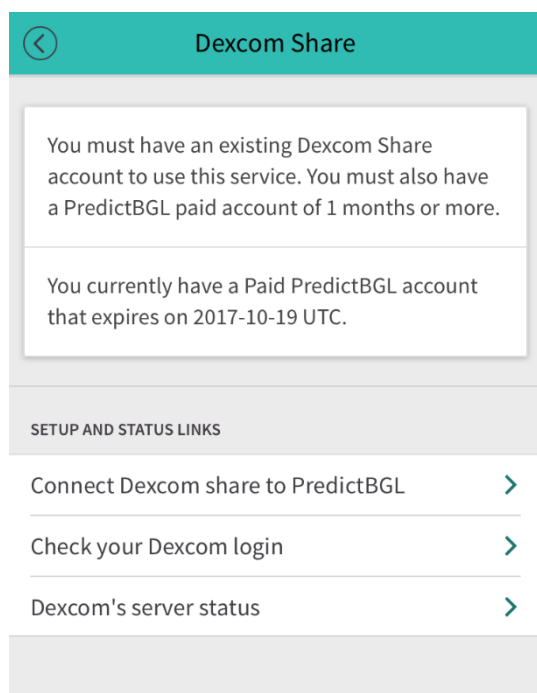 Dexcom Share
You must have an existing Dexcom Share
account to use this service. You must also have
a PredictBGL paid account of 1 months or more.
You currently have a Paid PredictBGL account
that expires on 2017-10-19 UTC.
SETUP AND STATUS LINKS
Connect Dexcom share to PredictBGL
Check your Dexcom login
Dexcom's server status